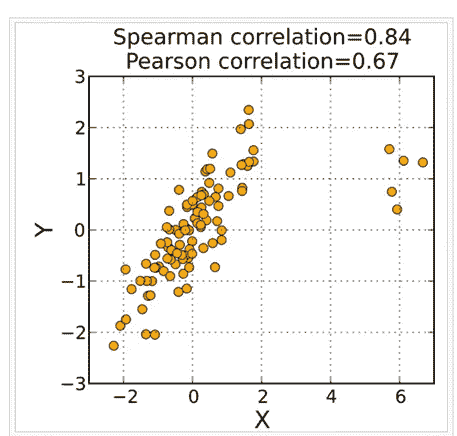 Spearman correlation=0.84
Pearson correlation=0.67
3
2
1
0
−1
−2
−3
Y
−2 0 2 4 6
X